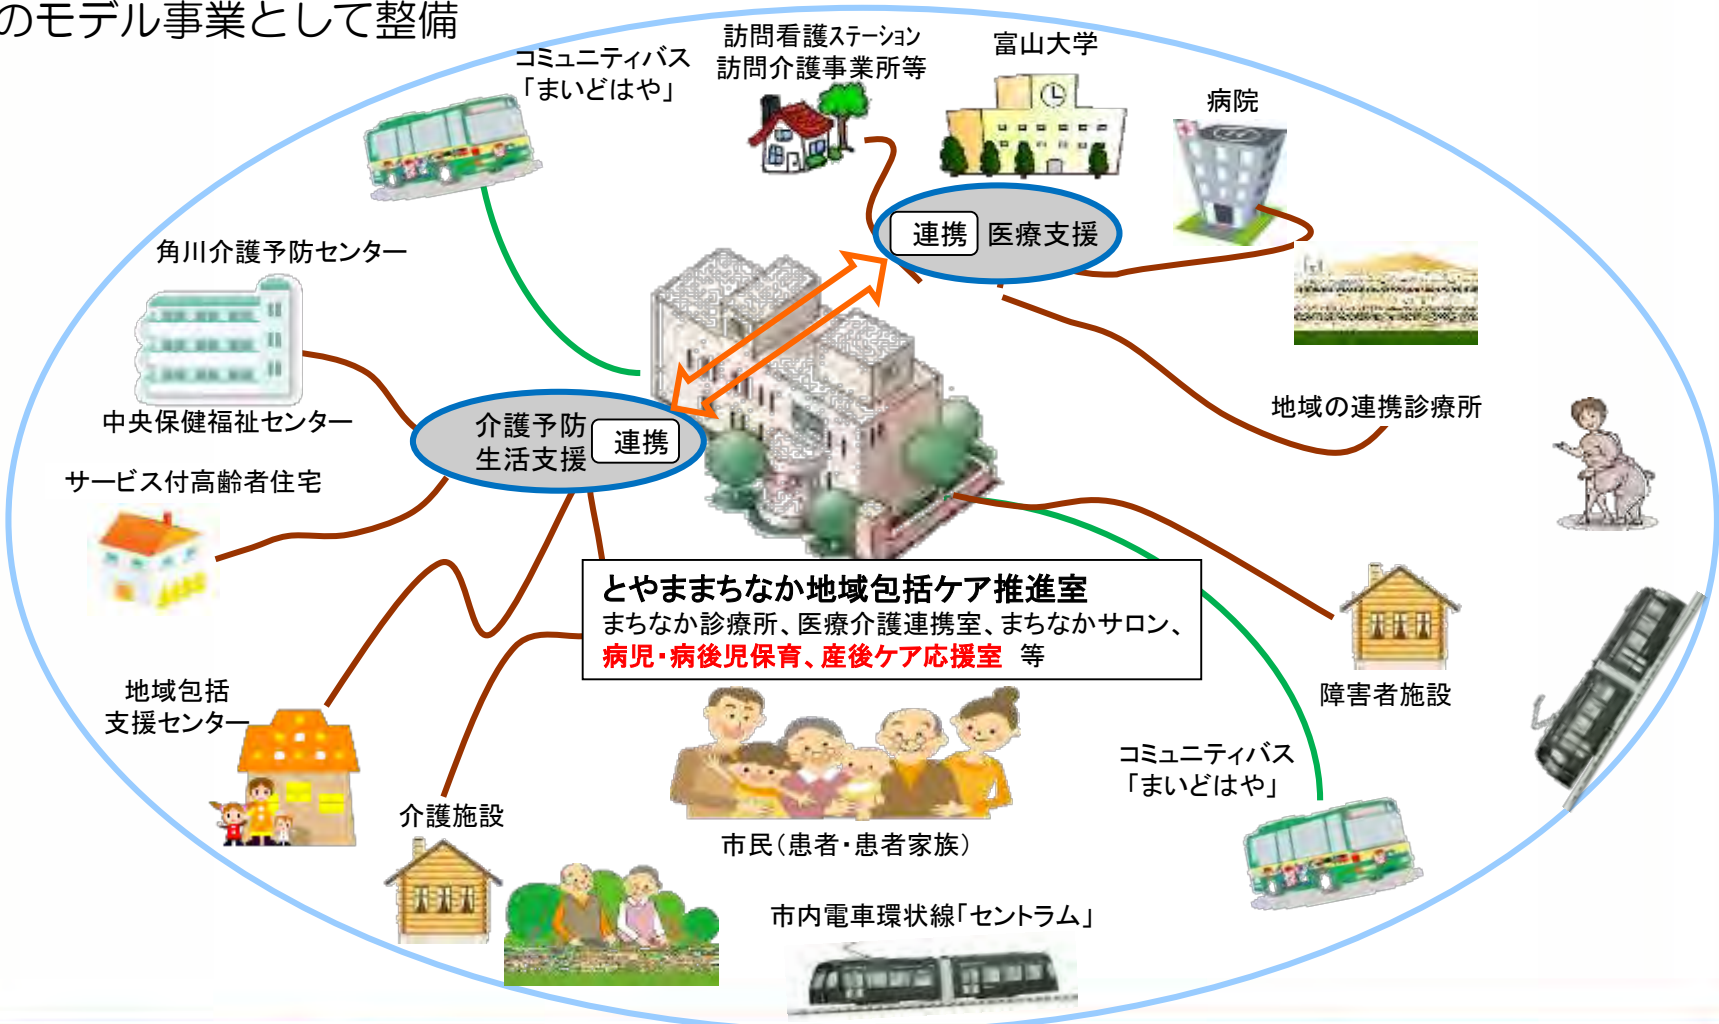 のモデル事業として整備
コミュニティバス
「まいどはや」
訪問看護ステーション
訪問介護事業所等
富山大学
病院
連携 医療支援
角川介護予防センター
中央保健福祉センター
介護予防
生活支援
連携
地域の連携診療所
サービス付高齢者住宅
とやままちなか地域包括ケア推進室
まちなか診療所、医療介護連携室、まちなかサロン、
病児・病後児保育、産後ケア応援室 等
地域包括
支援センター
障害者施設
コミュニティバス
「まいどはや」
介護施設
市民(患者・患者家族)
市内電車環状線「セントラム」